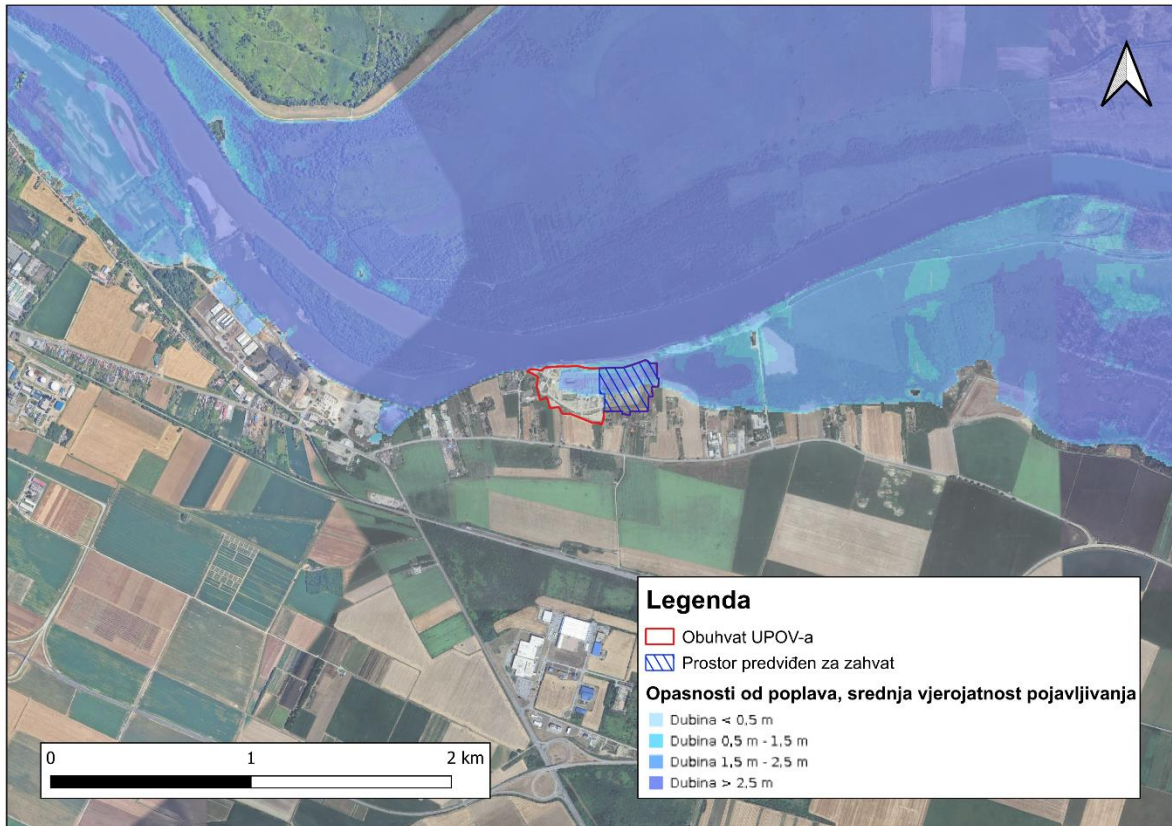 Legenda
Obuhvat UPOV-a
Prostor predviđen za zahvat
Opasnosti od poplava, srednja vjerojatnost pojavljivanja
Dubina < 0,5 m
Dubina 0,5 m - 1,5 m
Dubina 1,5 m - 2,5 m
Dubina > 2,5 m
0 1 2 km